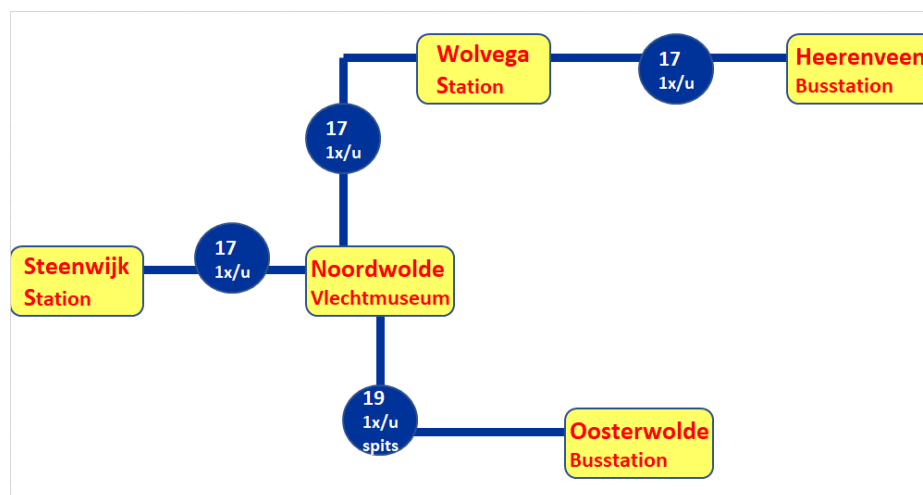 Wolvega
Station
17
1x/u
Heerenveen
Busstation
17
1x/u
Steenwijk
Station
17
1x/u
Noordwolde
Vlechtmuseum
19
1x/u
spits
Oosterwolde
Busstation